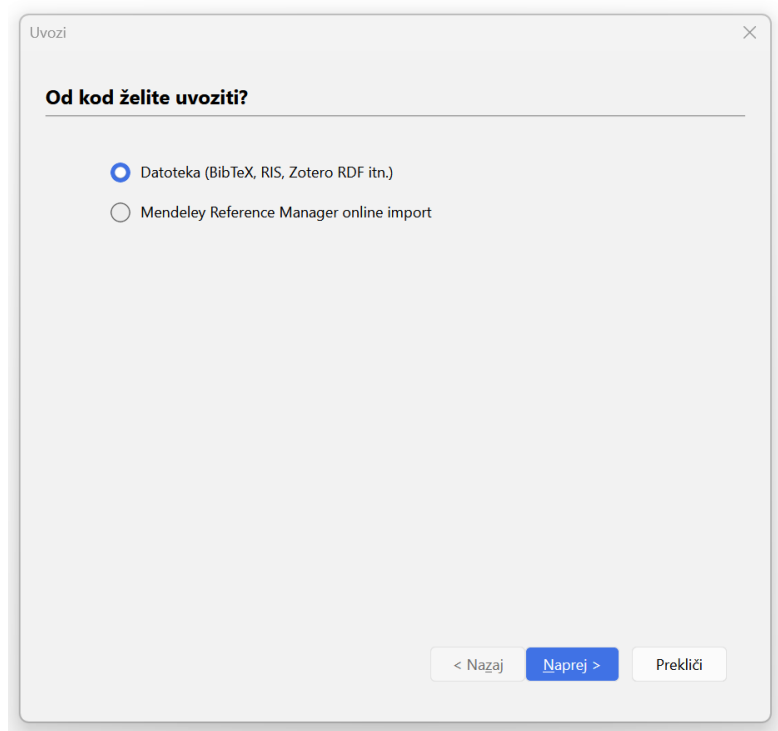 Uvozi
Od kod želite uvoziti?
Datoteka (BibTeX, RIS, Zotero RDF itn.)
Mendeley Reference Manager online import
< Nazaj Naprej > Prekliči